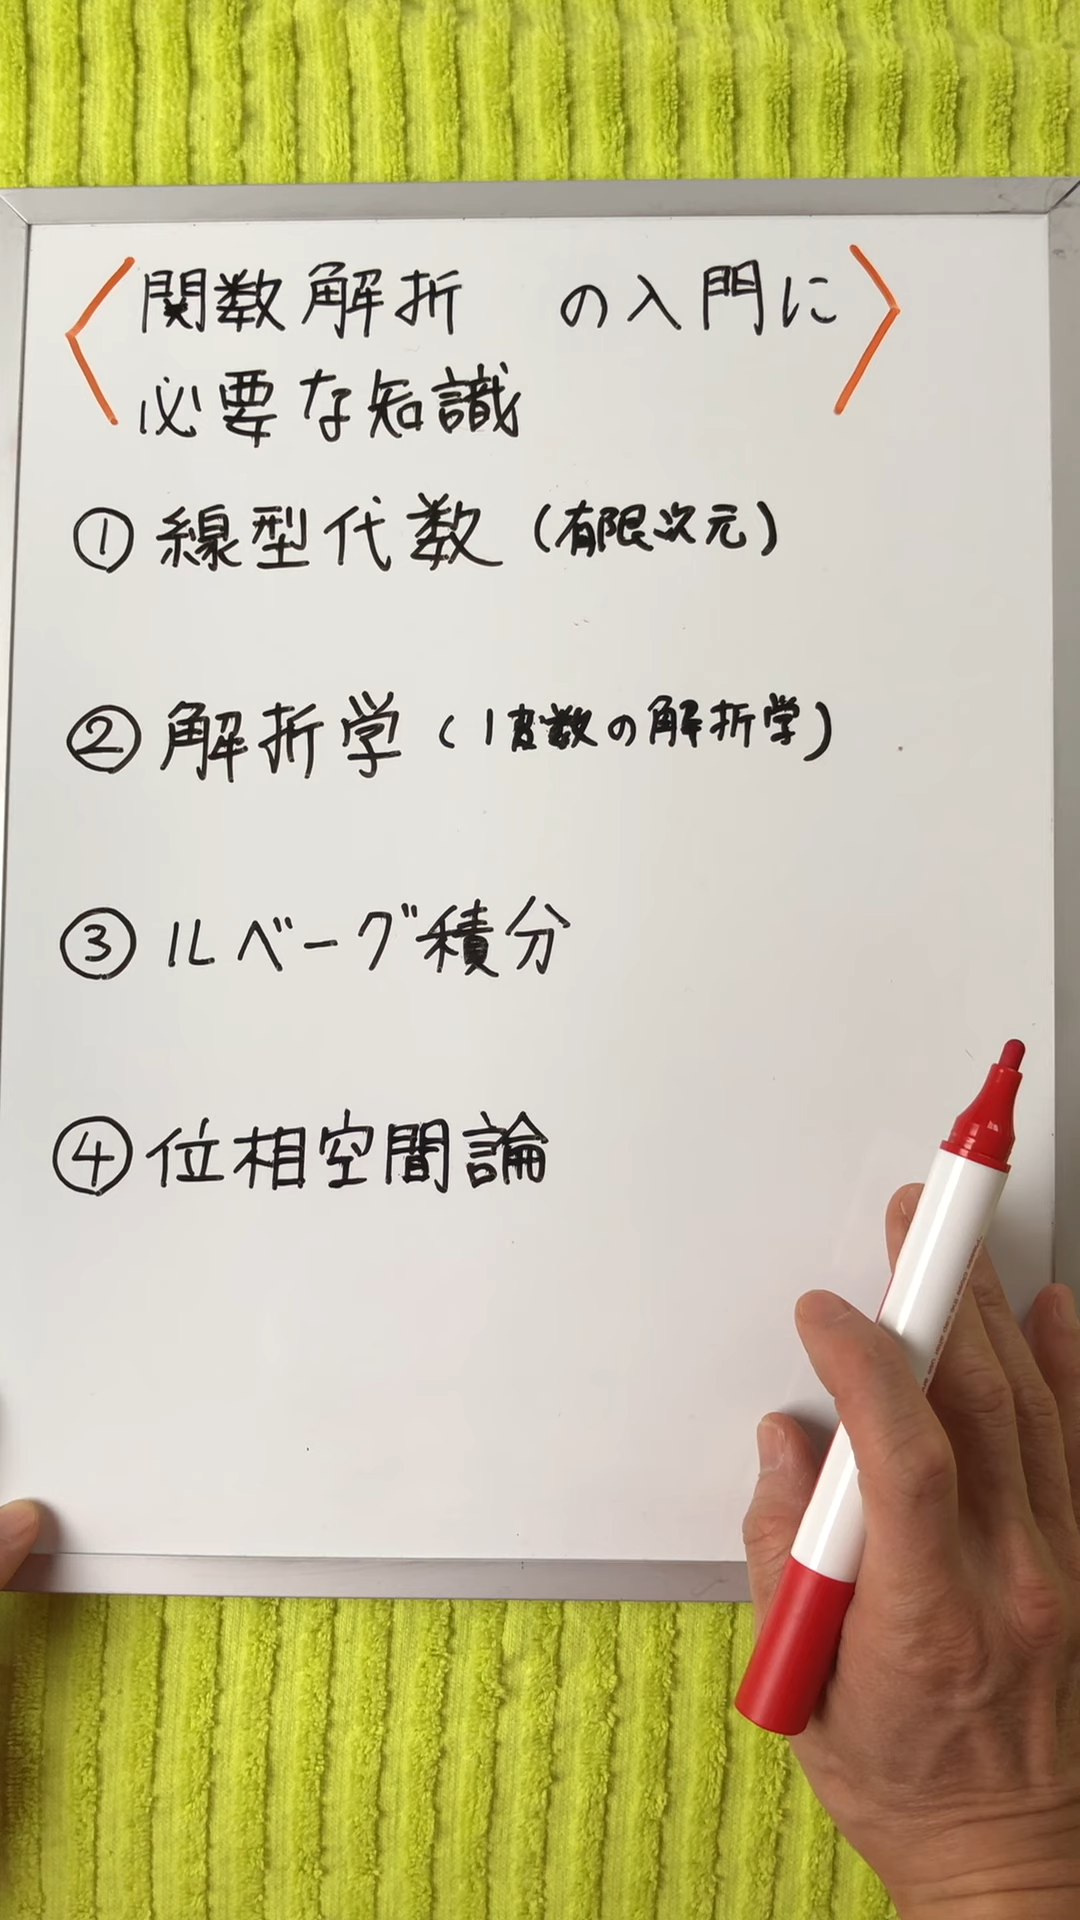 〈関数解析 の入門に〉
必要な知識
① 線型代数 (有限次元)
② 解析学 (1変数の解析学)
③ ルベーグ積分
④ 位相空間論